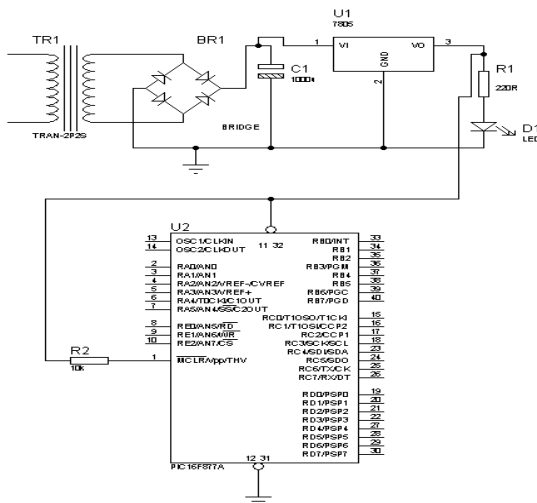 U1
7805
TR1
BR1
1
VI
VO
3
GND
2
C1
1000u
R1
220R
D1
LED
TRAN-2P2S
BRIDGE
U2
11 32
13 OSC1/CLKIN
14 OSC2/CLKOUT
2 RA0/AN0
3 RA1/AN1
4 RA2/AN2/VREF-/CVREF
5 RA3/AN3/VREF+
6 RA4/T0CKI/C1OUT
7 RA5/AN4/SS/C2OUT
8 RE0/AN5/RD
9 RE1/AN6/WR
10 RE2/AN7/CS
1 MCLR/Vpp/THV
RB0/INT 33
RB1 34
RB2 35
RB3/PGM 36
RB4 37
RB5 38
RB6/PGC 39
RB7/PGD 40
RC0/T1OSO/T1CKI 15
RC1/T1OSI/CCP2 16
RC2/CCP1 17
RC3/SCK/SCL 18
RC4/SDI/SDA 23
RC5/SDO 24
RC6/TX/CK 25
RC7/RX/DT 26
RD0/PSP0 19
RD1/PSP1 20
RD2/PSP2 21
RD3/PSP3 22
RD4/PSP4 27
RD5/PSP5 28
RD6/PSP6 29
RD7/PSP7 30
R2
10k
12 31
PIC16F877A